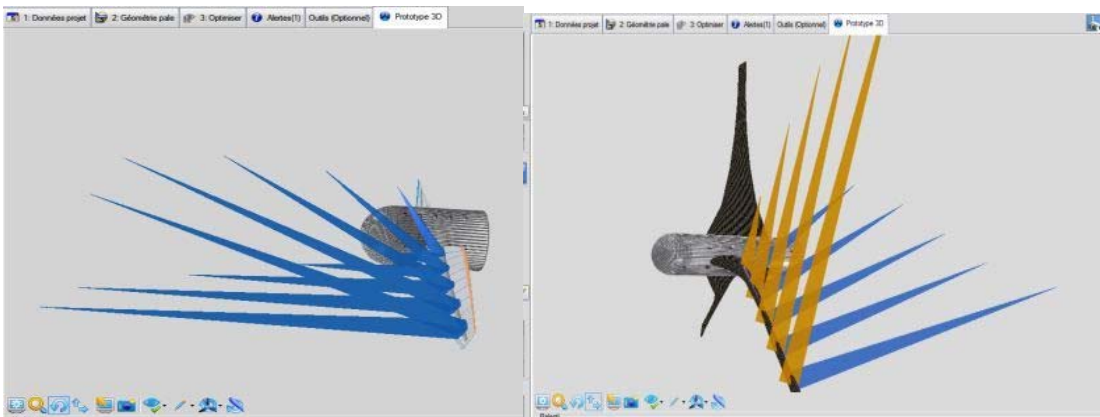 1: Données projet 2: Géométrie pale 3: Optimiser Alertes(1) Outils (Optionnel) Prototype 3D
1: Données projet 2: Géométrie pale 3: Optimiser Alertes(1) Outils (Optionnel) Prototype 3D